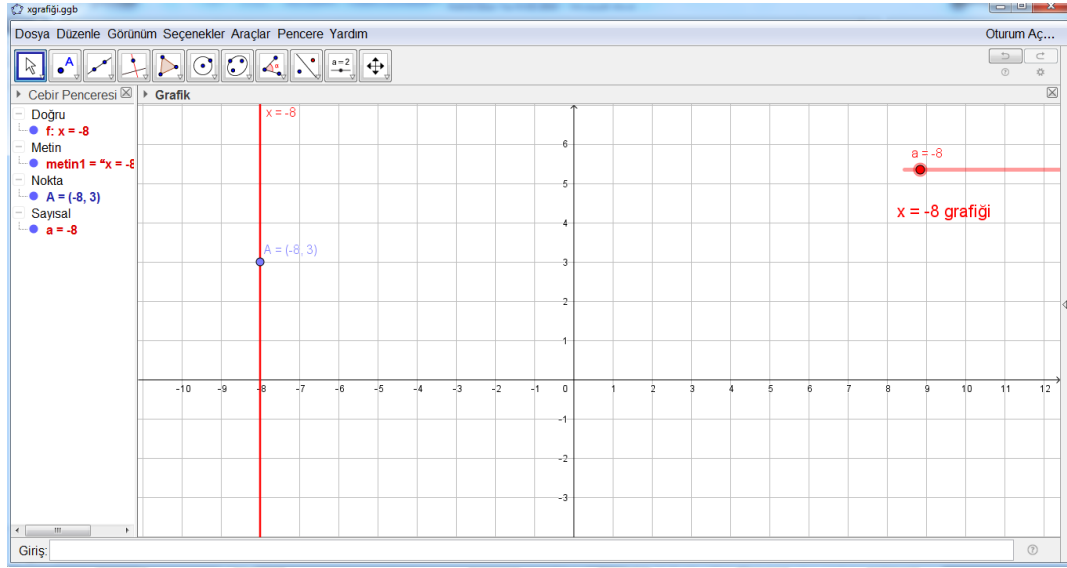 xgrafiği.ggb
Dosya Düzenle Görünüm Seçenekler Araçlar Pencere Yardım
Oturum Aç...
A
α
a=2
Cebir Penceresi
Grafik
Doğru
f: x = -8
Metin
metin1 = “x = -8
Nokta
A = (-8, 3)
Sayısal
a = -8
x = -8
a = -8
x = -8 grafiği
A = (-8, 3)
6
5
4
3
2
1
-10 -9 -8 -7 -6 -5 -4 -3 -2 -1 0 1 2 3 4 5 6 7 8 9 10 11 12
-1
-2
-3
Giriş: